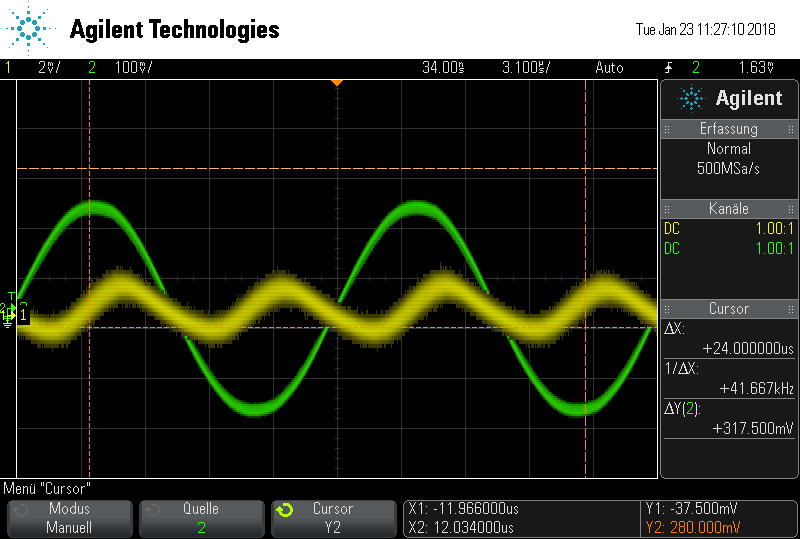 Agilent Technologies
Tue Jan 23 11:27:10 2018
1 2V/ 2 100V/ 34.00s 3.100s/ Auto 2 1.63V
Agilent
Erfassung
Normal
500MSa/s
Kanäle
DC 1.00:1
DC 1.00:1
Cursor
ΔX:
+24.000000us
1/ΔX:
+41.667kHz
ΔY(2):
+317.500mV
T
2
1
Menü "Cursor"
Modus
Manuell
Quelle
2
Cursor
Y2
X1: -11.966000us
X2: 12.034000us
Y1: -37.500mV
Y2: 280.000mV